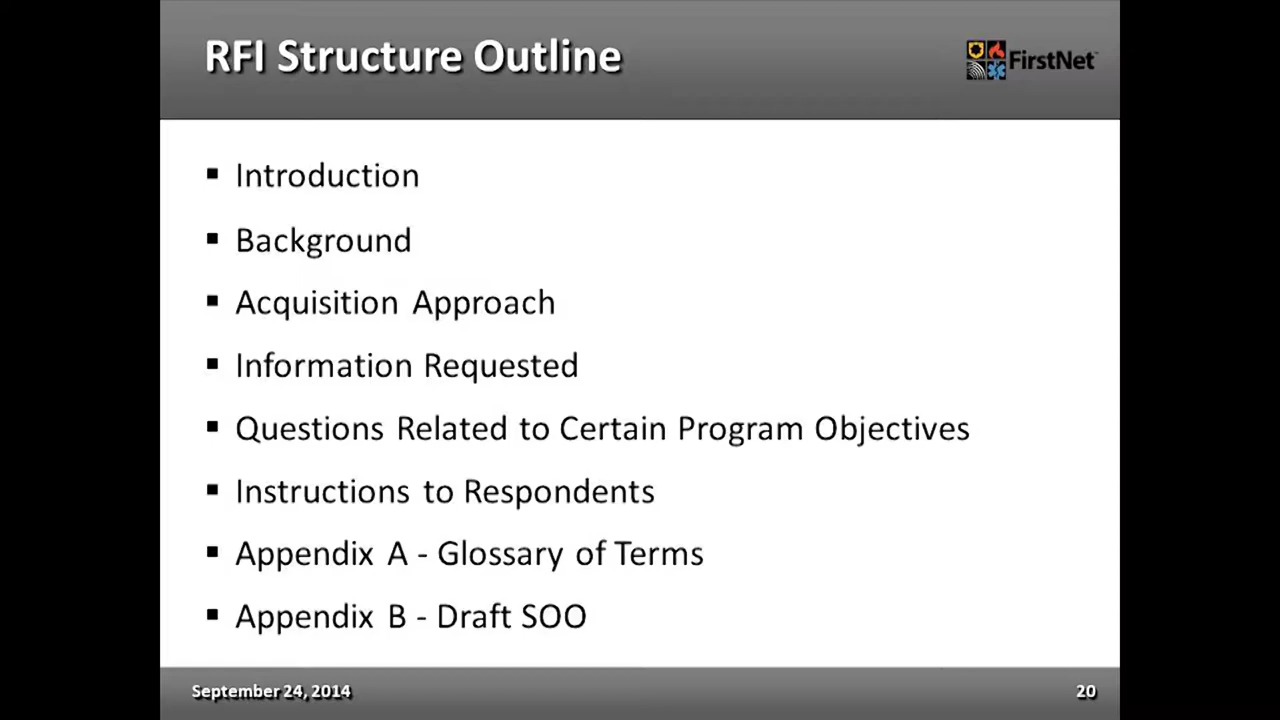 RFI Structure Outline
FirstNet™
▪ Introduction
▪ Background
▪ Acquisition Approach
▪ Information Requested
▪ Questions Related to Certain Program Objectives
▪ Instructions to Respondents
▪ Appendix A - Glossary of Terms
▪ Appendix B - Draft SOO
September 24, 2014
20